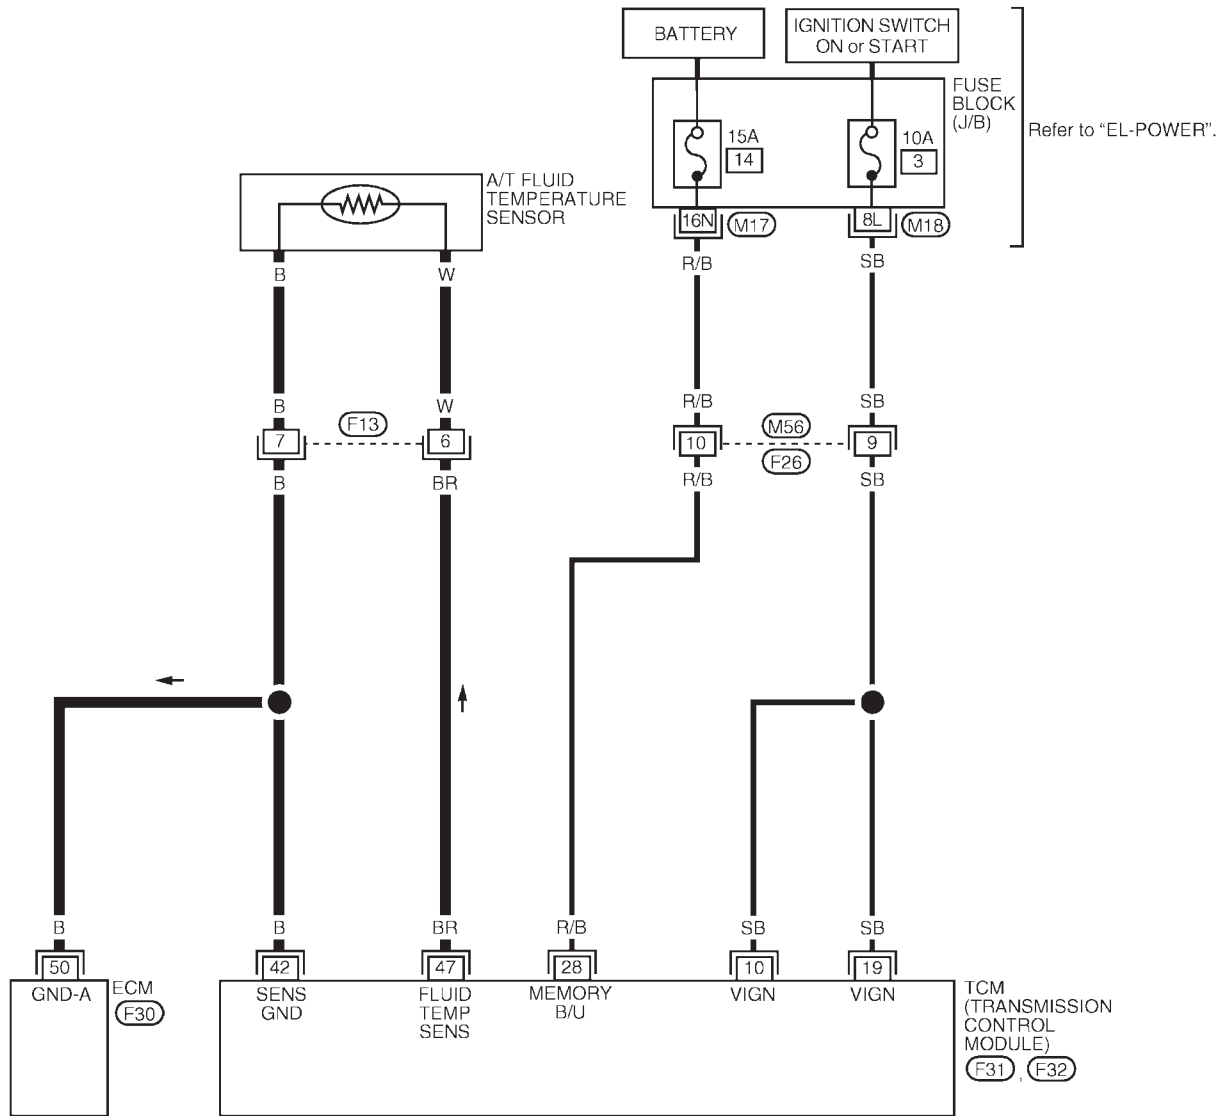 BATTERY
IGNITION SWITCH
ON or START
FUSE
BLOCK
(J/B)
Refer to “EL-POWER”.
15A
14
10A
3
A/T FLUID
TEMPERATURE
SENSOR
16N
M17
8L
M18
B
W
R/B
SB
B
W
R/B
SB
7
F13
6
10
M56
F26
9
B
BR
R/B
SB
B
B
BR
R/B
SB
SB
50
42
47
28
10
19
GND-A
ECM
F30
SENS
GND
FLUID
TEMP
SENS
MEMORY
B/U
VIGN
VIGN
TCM
(TRANSMISSION
CONTROL
MODULE)
F31 , F32